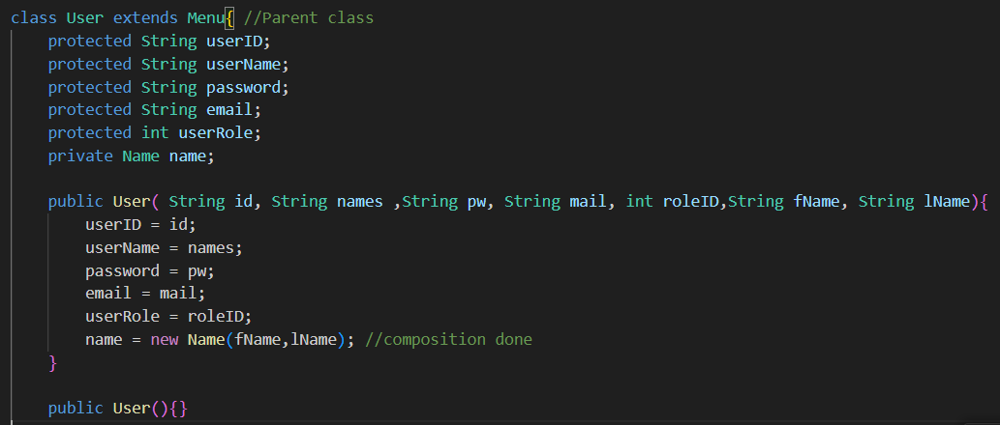 class User extends Menu{ //Parent class
protected String userID;
protected String userName;
protected String password;
protected String email;
protected int userRole;
private Name name;
public User( String id, String names ,String pw, String mail, int roleID,String fName, String lName){
userID = id;
userName = names;
password = pw;
email = mail;
userRole = roleID;
name = new Name(fName,lName); //composition done
}
public User(){}